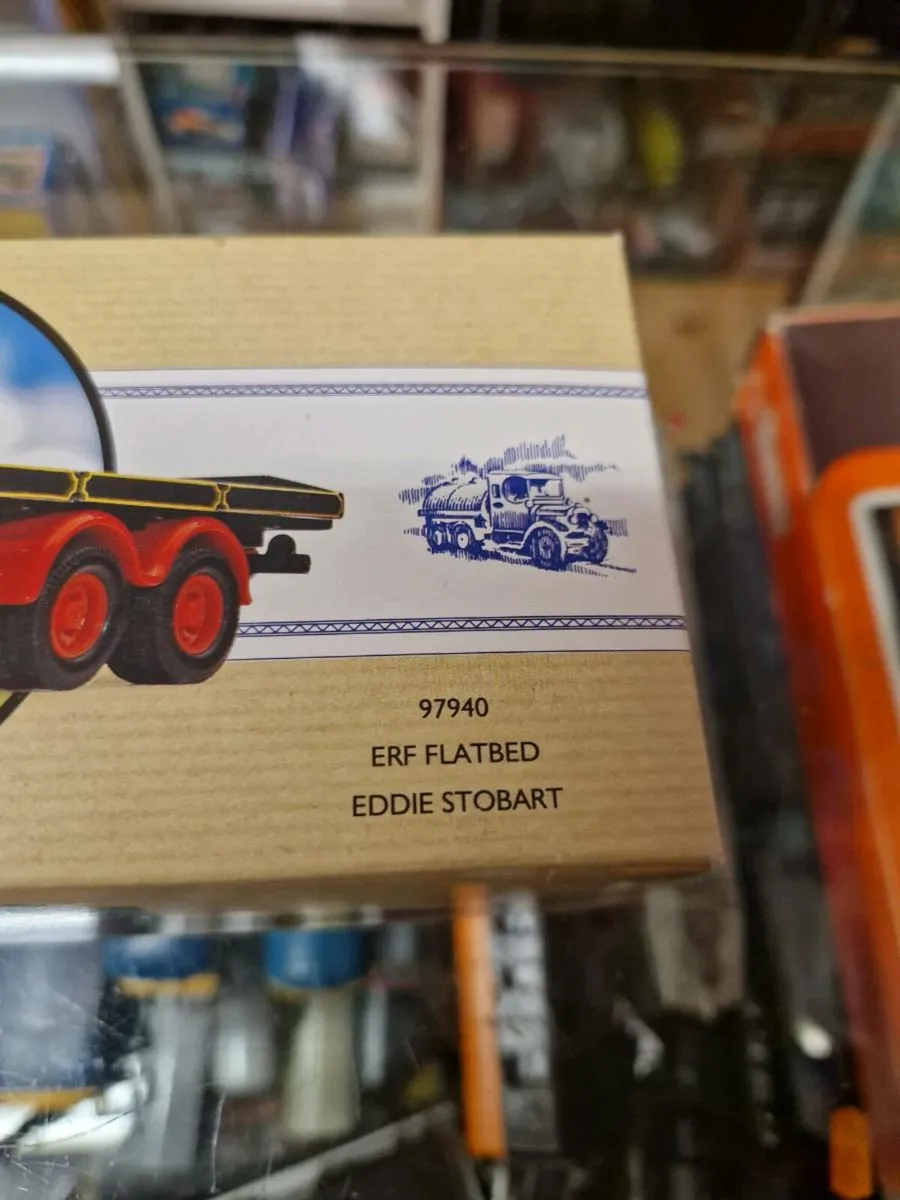 97940
ERF FLATBED
EDDIE STOBART